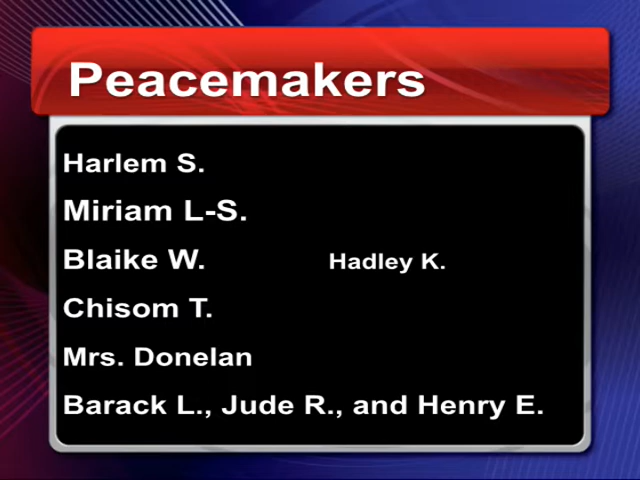 Peacemakers
Harlem S.
Miriam L-S.
Blaike W. Hadley K.
Chisom T.
Mrs. Donelan
Barack L., Jude R., and Henry E.